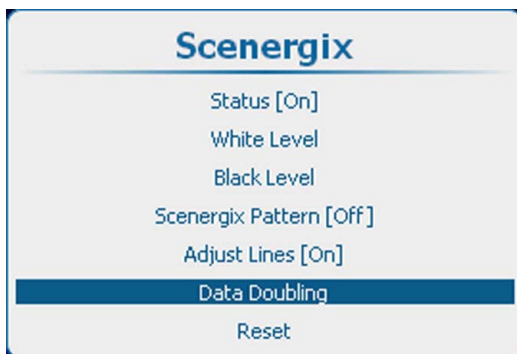 Scenergix
Status [On]
White Level
Black Level
Scenergix Pattern [Off]
Adjust Lines [On]
Data Doubling
Reset